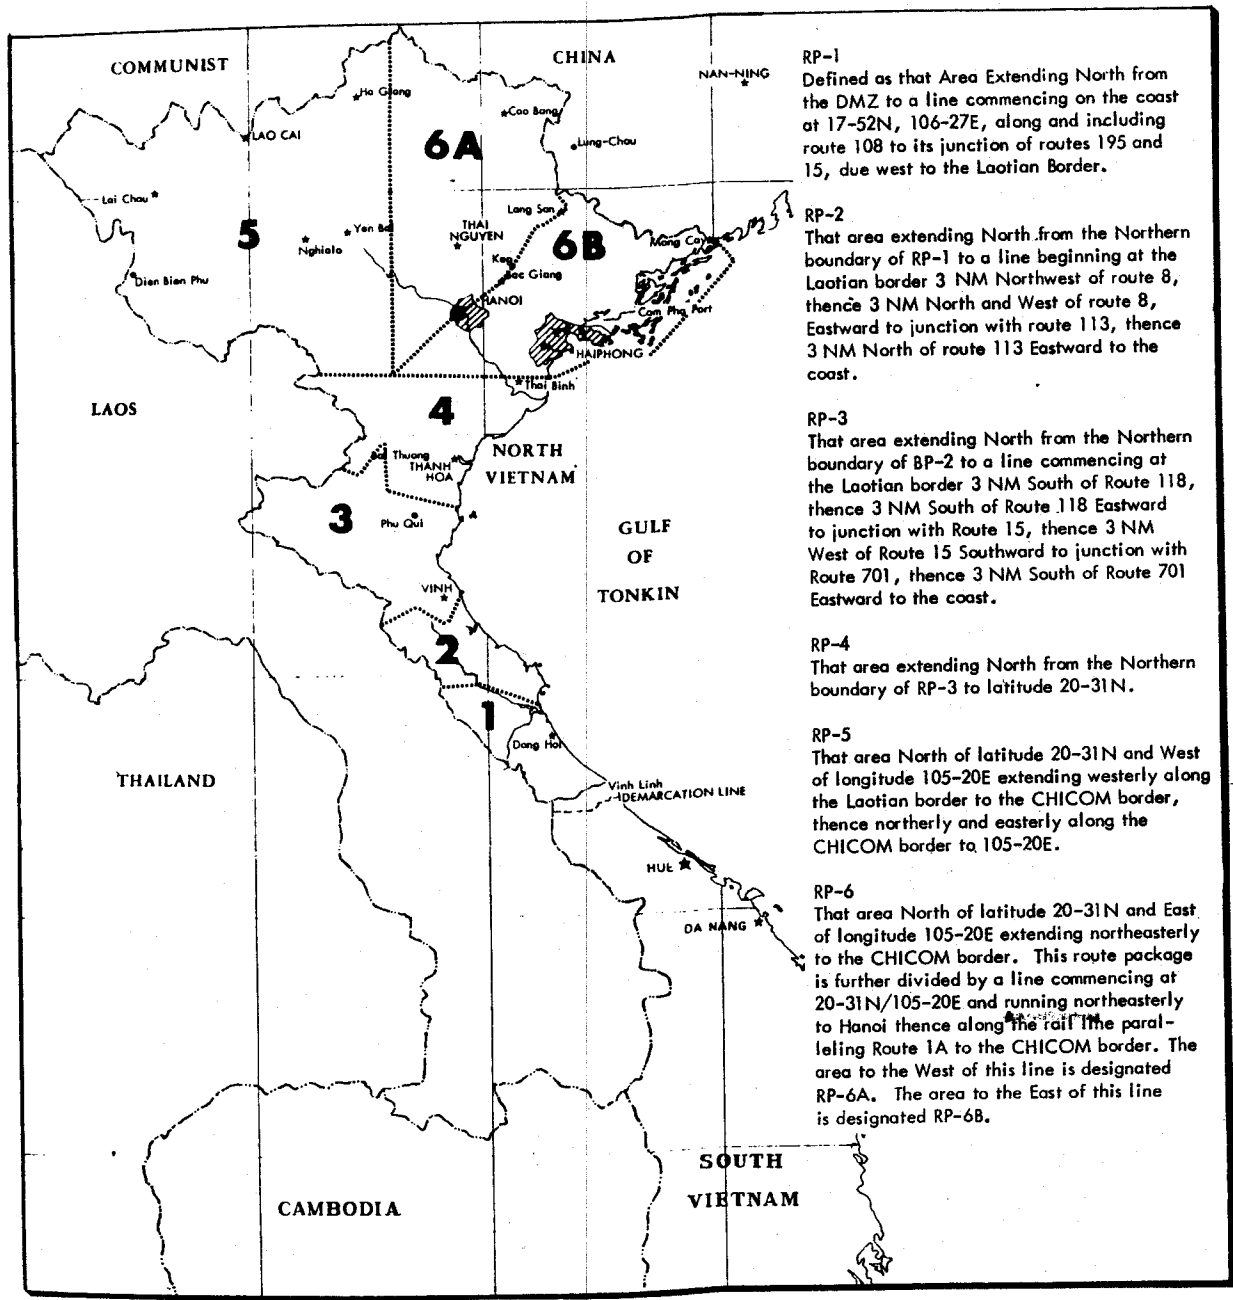 COMMUNIST
CHINA
NAN-NING
Ha Giang
Cao Bang
LAO CAI
6A
Lung-Chau
Lai Chau
Lang San
5
Yen Bai
THAI
NGUYEN
6B
Mong Cay
Nghialo
Kep
Dien Bien Phu
Bac Giang
HANOI
Cam Pha Port
HAIPHONG
Thai Binh
LAOS
4
NORTH
VIETNAM
Bai Thuong
THANH
HOA
3
Phu Qui
GULF
OF
TONKIN
VINH
2
1
Dong Hoi
THAILAND
Vinh Linh
DEMARCATION LINE
HUE
DA NANG
SOUTH
VIETNAM
CAMBODIA
RP-1
Defined as that Area Extending North from
the DMZ to a line commencing on the coast
at 17-52N, 106-27E, along and including
route 108 to its junction of routes 195 and
15, due west to the Laotian Border.
RP-2
That area extending North from the Northern
boundary of RP-1 to a line beginning at the
Laotian border 3 NM Northwest of route 8,
thence 3 NM North and West of route 8,
Eastward to junction with route 113, thence
3 NM North of route 113 Eastward to the
coast.
RP-3
That area extending North from the Northern
boundary of BP-2 to a line commencing at
the Laotian border 3 NM South of Route 118,
thence 3 NM South of Route 118 Eastward
to junction with Route 15, thence 3 NM
West of Route 15 Southward to junction with
Route 701, thence 3 NM South of Route 701
Eastward to the coast.
RP-4
That area extending North from the Northern
boundary of RP-3 to latitude 20-31N.
RP-5
That area North of latitude 20-31N and West
of longitude 105-20E extending westerly along
the Laotian border to the CHICOM border,
thence northerly and easterly along the
CHICOM border to 105-20E.
RP-6
That area North of latitude 20-31N and East
of longitude 105-20E extending northeasterly
to the CHICOM border. This route package
is further divided by a line commencing at
20-31N/105-20E and running northeasterly
to Hanoi thence along the rail line paral-
leling Route 1A to the CHICOM border. The
area to the West of this line is designated
RP-6A. The area to the East of this line
is designated RP-6B.